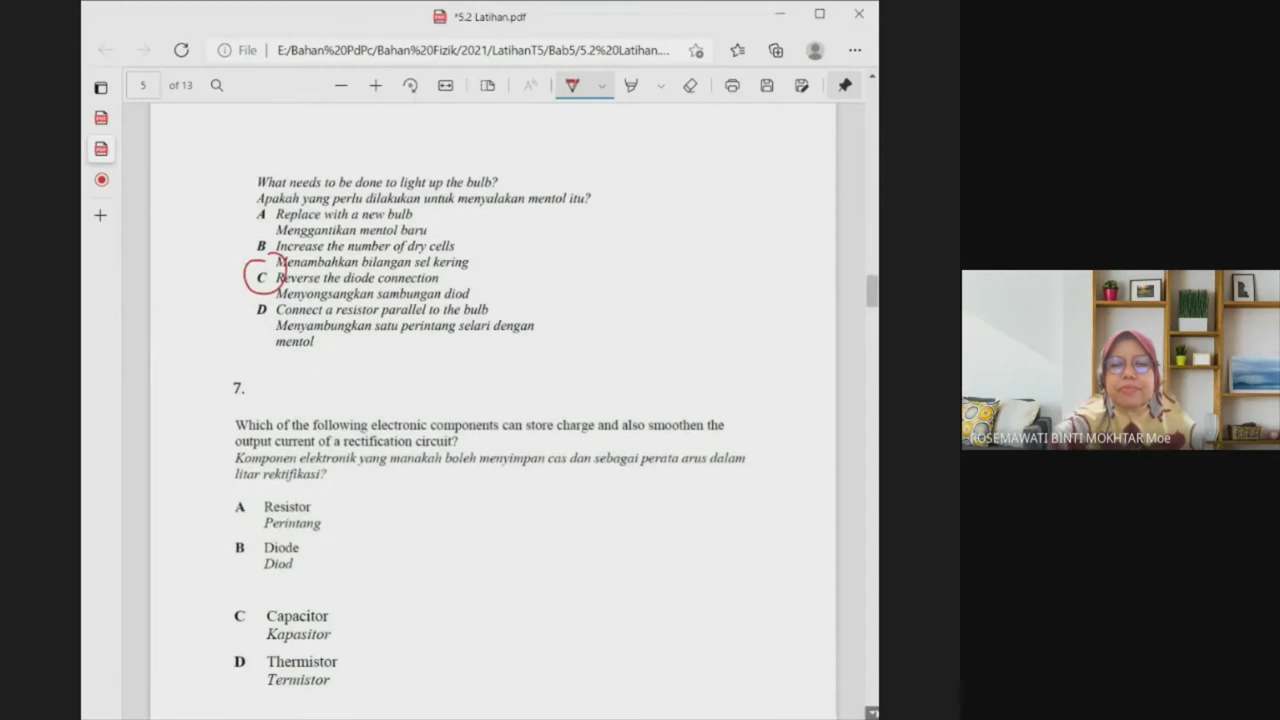 *5.2 Latihan.pdf
File | E:/Bahan%20PdPc/Bahan%20Fizik/2021/LatihanT5/Bab5/5.2%20Latihan....
5 of 13
What needs to be done to light up the bulb?
Apakah yang perlu dilakukan untuk menyalakan mentol itu?
A Replace with a new bulb
Menggantikan mentol baru
B Increase the number of dry cells
Menambahkan bilangan sel kering
C Reverse the diode connection
Menyongsangkan sambungan diod
D Connect a resistor parallel to the bulb
Menyambungkan satu perintang selari dengan
mentol
7.
Which of the following electronic components can store charge and also smoothen the
output current of a rectification circuit?
Komponen elektronik yang manakah boleh menyimpan cas dan sebagai perata arus dalam
litar rektifikasi?
A Resistor
Perintang
B Diode
Diod
C Capacitor
Kapasitor
D Thermistor
Termistor
ROSEMAWATI BINTI MOKHTAR Moe